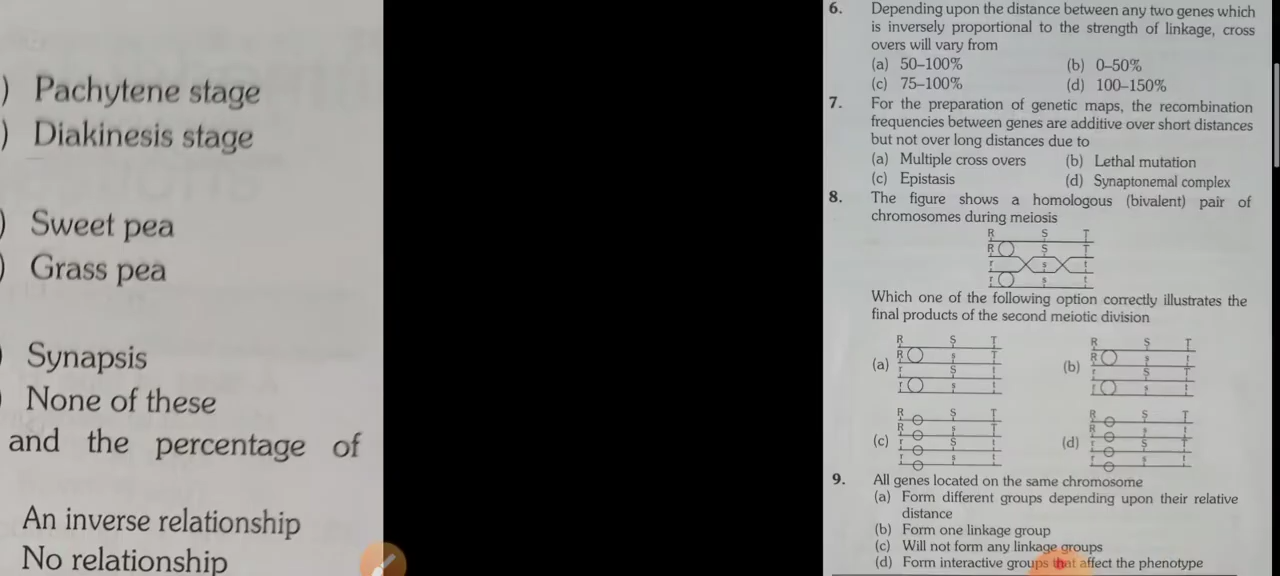 ) Pachytene stage
) Diakinesis stage
) Sweet pea
) Grass pea
) Synapsis
) None of these
and the percentage of
An inverse relationship
No relationship
6. Depending upon the distance between any two genes which
is inversely proportional to the strength of linkage, cross
overs will vary from
(a) 50–100% (b) 0–50%
(c) 75–100% (d) 100–150%
7. For the preparation of genetic maps, the recombination
frequencies between genes are additive over short distances
but not over long distances due to
(a) Multiple cross overs (b) Lethal mutation
(c) Epistasis (d) Synaptonemal complex
8. The figure shows a homologous (bivalent) pair of
chromosomes during meiosis
R S T
R S T
r s t
r s t
Which one of the following option correctly illustrates the
final products of the second meiotic division
(a) R S T
R s T
r S t
r s t
(b) R S T
R s t
r S T
r s t
(c) R S T
R s T
r S t
r s t
(d) R S T
R s t
r S T
r s t
9. All genes located on the same chromosome
(a) Form different groups depending upon their relative
distance
(b) Form one linkage group
(c) Will not form any linkage groups
(d) Form interactive groups that affect the phenotype